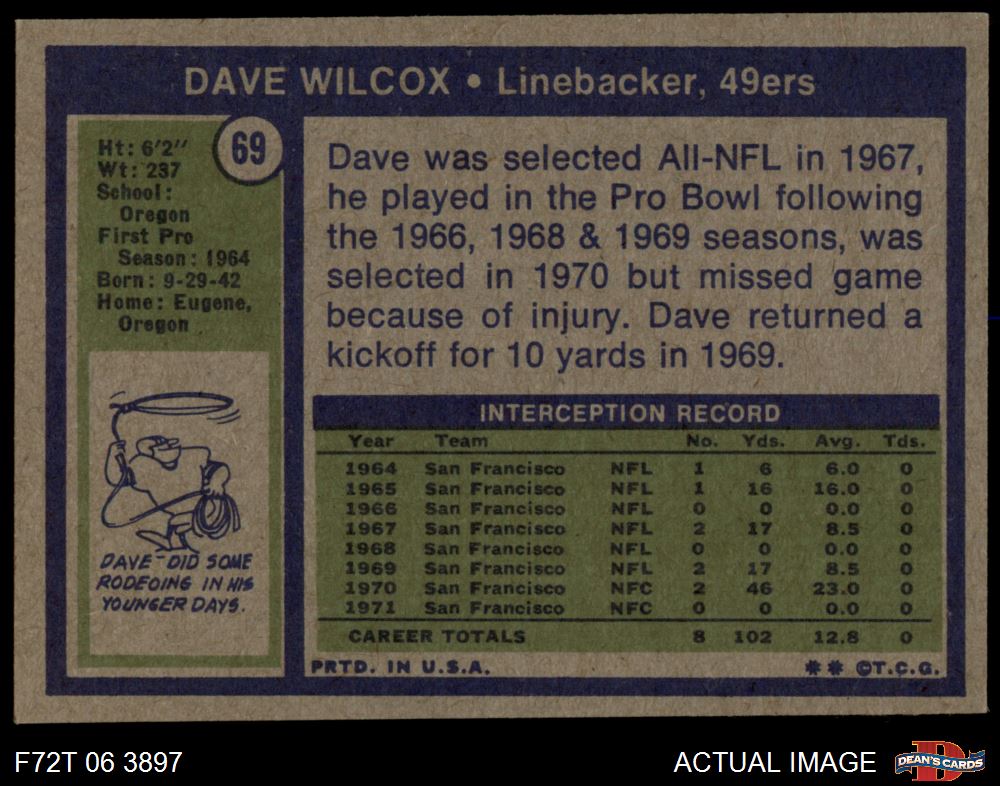 DAVE WILCOX • Linebacker, 49ers
69
Ht: 6'2"
Wt: 237
School:
Oregon
First Pro
Season: 1964
Born: 9-29-42
Home: Eugene,
Oregon
DAVE DID SOME
RODEOING IN HIS
YOUNGER DAYS.
Dave was selected All-NFL in 1967,
he played in the Pro Bowl following
the 1966, 1968 & 1969 seasons, was
selected in 1970 but missed game
because of injury. Dave returned a
kickoff for 10 yards in 1969.
INTERCEPTION RECORD
Year Team No. Yds. Avg. Tds.
1964 San Francisco NFL 1 6 6.0 0
1965 San Francisco NFL 1 16 16.0 0
1966 San Francisco NFL 0 0 0.0 0
1967 San Francisco NFL 2 17 8.5 0
1968 San Francisco NFL 0 0 0.0 0
1969 San Francisco NFL 2 17 8.5 0
1970 San Francisco NFC 2 46 23.0 0
1971 San Francisco NFC 0 0 0.0 0
CAREER TOTALS 8 102 12.8 0
PRTD. IN U.S.A. ** ©T.C.G.
F72T 06 3897 ACTUAL IMAGE D DEAN'S CARDS